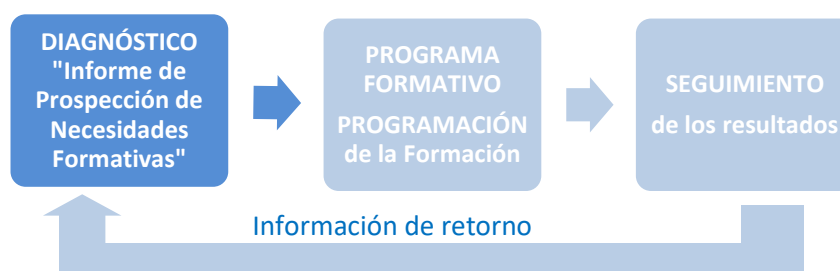 DIAGNÓSTICO
"Informe de
Prospección de
Necesidades
Formativas"
PROGRAMA
FORMATIVO
PROGRAMACIÓN
de la Formación
SEGUIMIENTO
de los resultados
Información de retorno